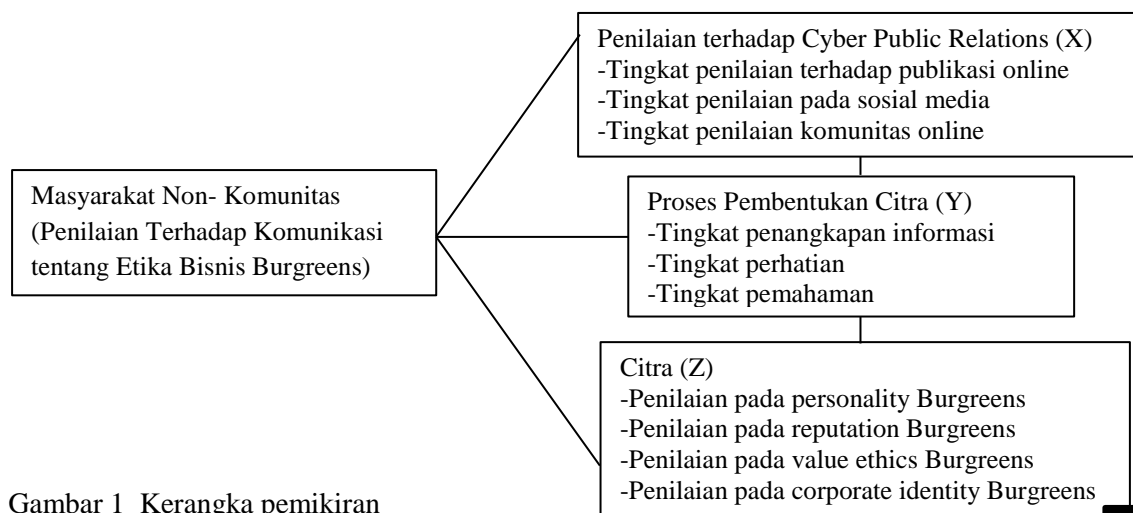 Penilaian terhadap Cyber Public Relations (X)
-Tingkat penilaian terhadap publikasi online
-Tingkat penilaian pada sosial media
-Tingkat penilaian komunitas online
Masyarakat Non- Komunitas
(Penilaian Terhadap Komunikasi
tentang Etika Bisnis Burgreens)
Proses Pembentukan Citra (Y)
-Tingkat penangkapan informasi
-Tingkat perhatian
-Tingkat pemahaman
Citra (Z)
-Penilaian pada personality Burgreens
-Penilaian pada reputation Burgreens
-Penilaian pada value ethics Burgreens
-Penilaian pada corporate identity Burgreens
Gambar 1 Kerangka pemikiran